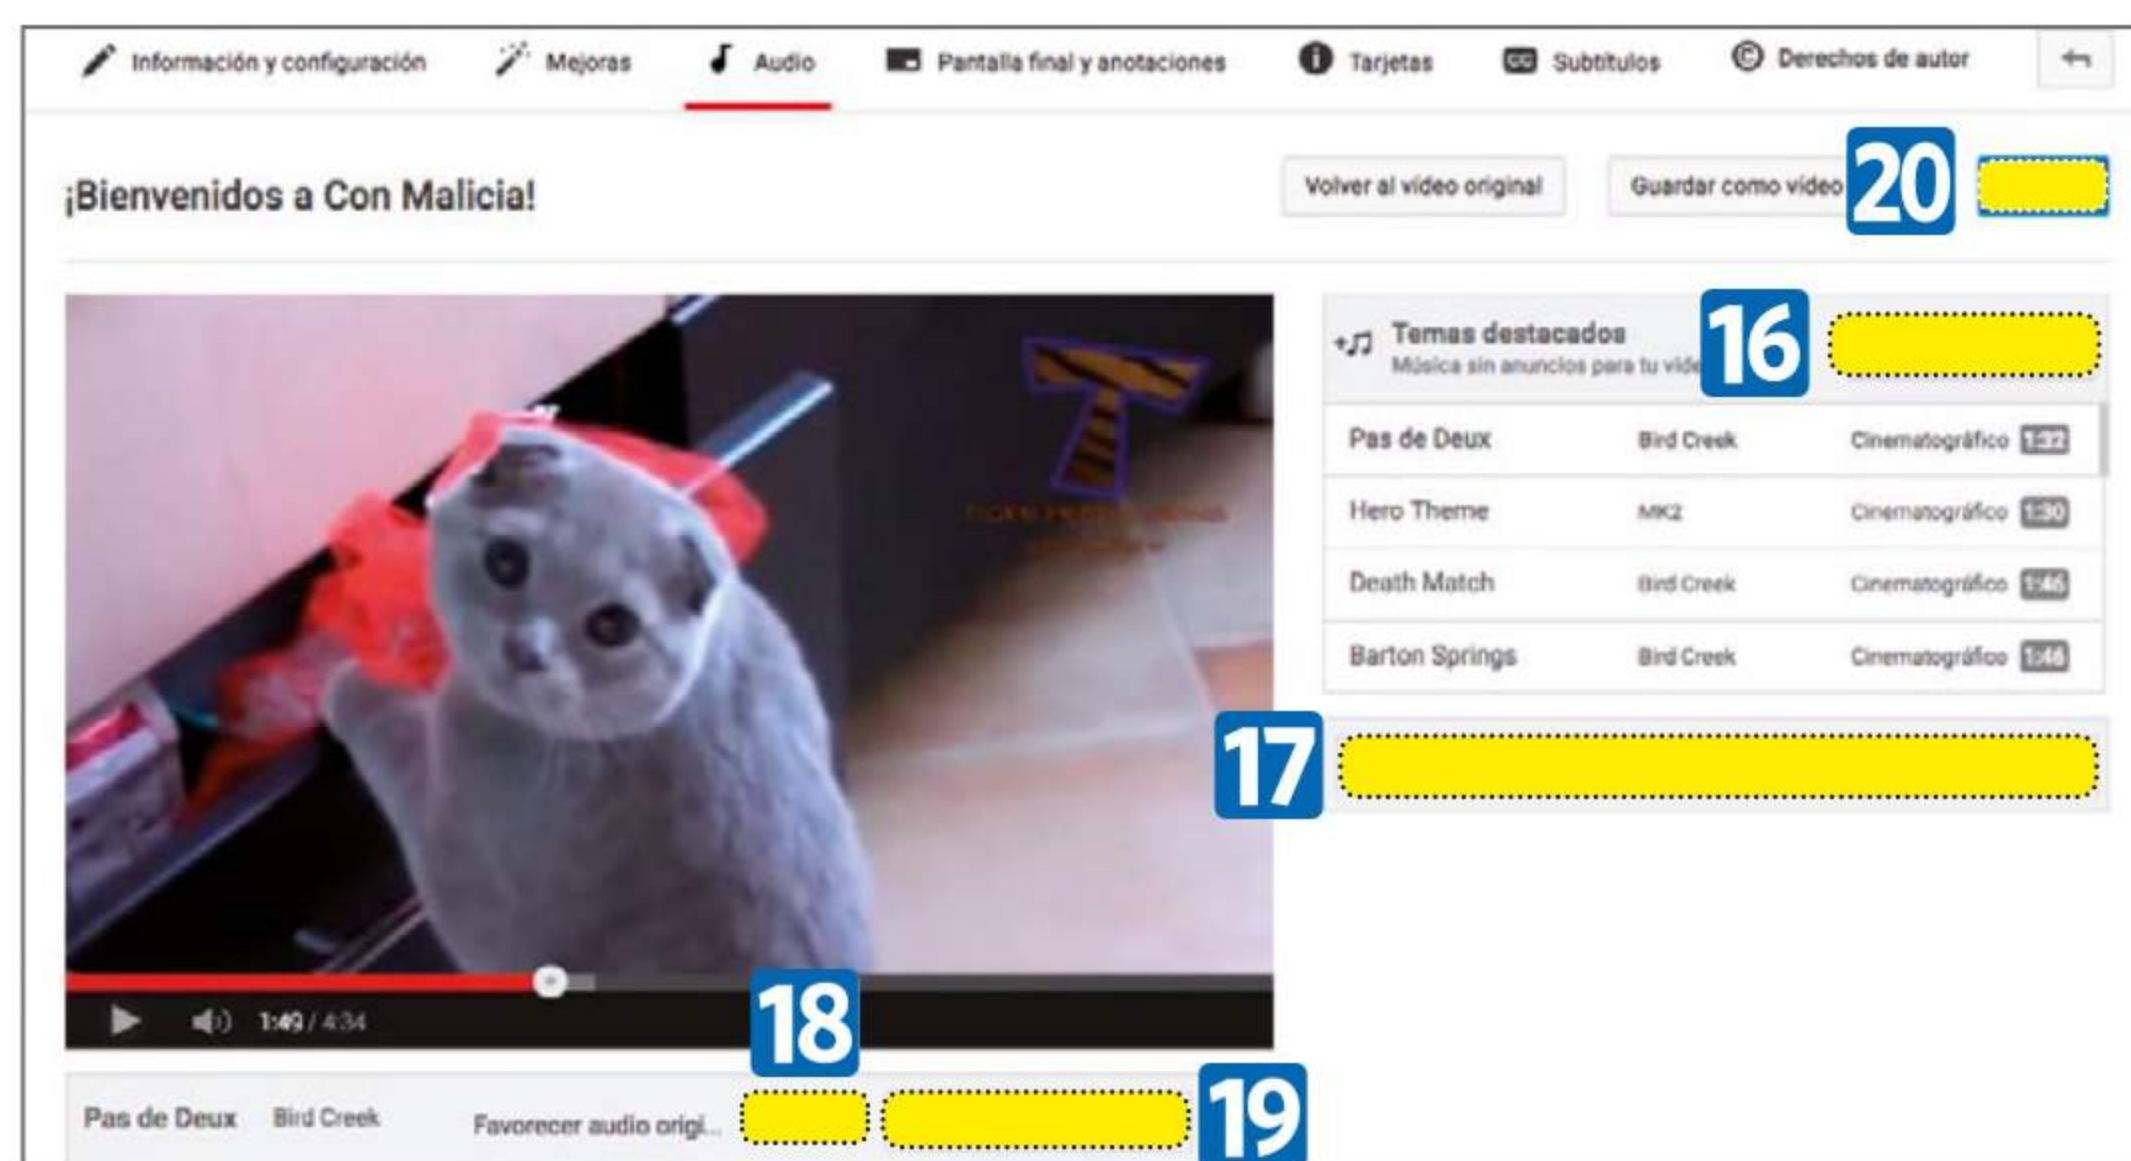 Información y configuración Mejoras Audio Pantalla final y anotaciones Tarjetas CC Subtítulos Derechos de autor
¡Bienvenidos a Con Malicia!
Volver al vídeo original Guardar como vídeo 20
Temas destacados 16
Música sin anuncios para tu víde
Pas de Deux Bird Creek Cinematográfico
Hero Theme MK2 Cinematográfico 1:30
Death Match Bird Creek Cinematográfico
Barton Springs Bird Creek Cinematográfico
17
1:49 / 4:34
18
Pas de Deux Bird Creek Favorecer audio origi... 19